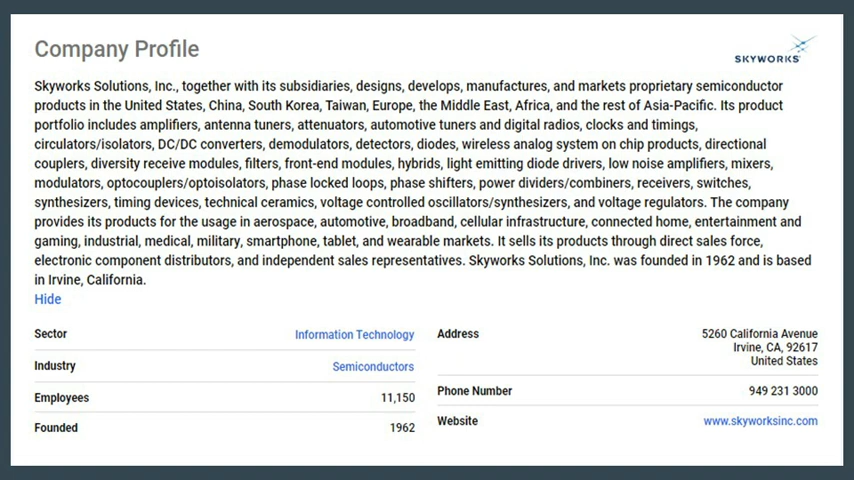 Company Profile
SKYWORKS
Skyworks Solutions, Inc., together with its subsidiaries, designs, develops, manufactures, and markets proprietary semiconductor
products in the United States, China, South Korea, Taiwan, Europe, the Middle East, Africa, and the rest of Asia-Pacific. Its product
portfolio includes amplifiers, antenna tuners, attenuators, automotive tuners and digital radios, clocks and timings,
circulators/isolators, DC/DC converters, demodulators, detectors, diodes, wireless analog system on chip products, directional
couplers, diversity receive modules, filters, front-end modules, hybrids, light emitting diode drivers, low noise amplifiers, mixers,
modulators, optocouplers/optoisolators, phase locked loops, phase shifters, power dividers/combiners, receivers, switches,
synthesizers, timing devices, technical ceramics, voltage controlled oscillators/synthesizers, and voltage regulators. The company
provides its products for the usage in aerospace, automotive, broadband, cellular infrastructure, connected home, entertainment and
gaming, industrial, medical, military, smartphone, tablet, and wearable markets. It sells its products through direct sales force,
electronic component distributors, and independent sales representatives. Skyworks Solutions, Inc. was founded in 1962 and is based
in Irvine, California.
Hide
Sector Information Technology
Industry Semiconductors
Employees 11,150
Founded 1962
Address 5260 California Avenue
Irvine, CA, 92617
United States
Phone Number 949 231 3000
Website www.skyworksinc.com